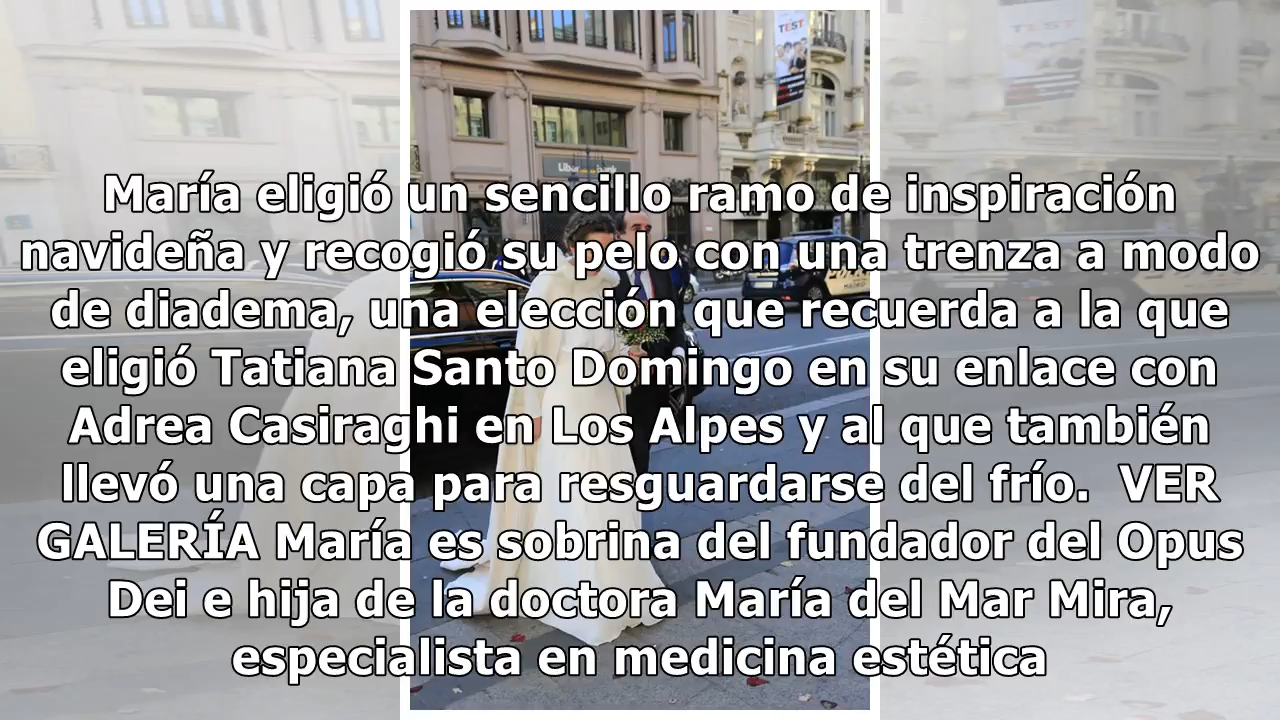 TEST
Liber
María eligió un sencillo ramo de inspiración
navideña y recogió su pelo con una trenza a modo
de diadema, una elección que recuerda a la que
eligió Tatiana Santo Domingo en su enlace con
Adrea Casiraghi en Los Alpes y al que también
llevó una capa para resguardarse del frío.  VER
GALERÍA María es sobrina del fundador del Opus
Dei e hija de la doctora María del Mar Mira,
especialista en medicina estética